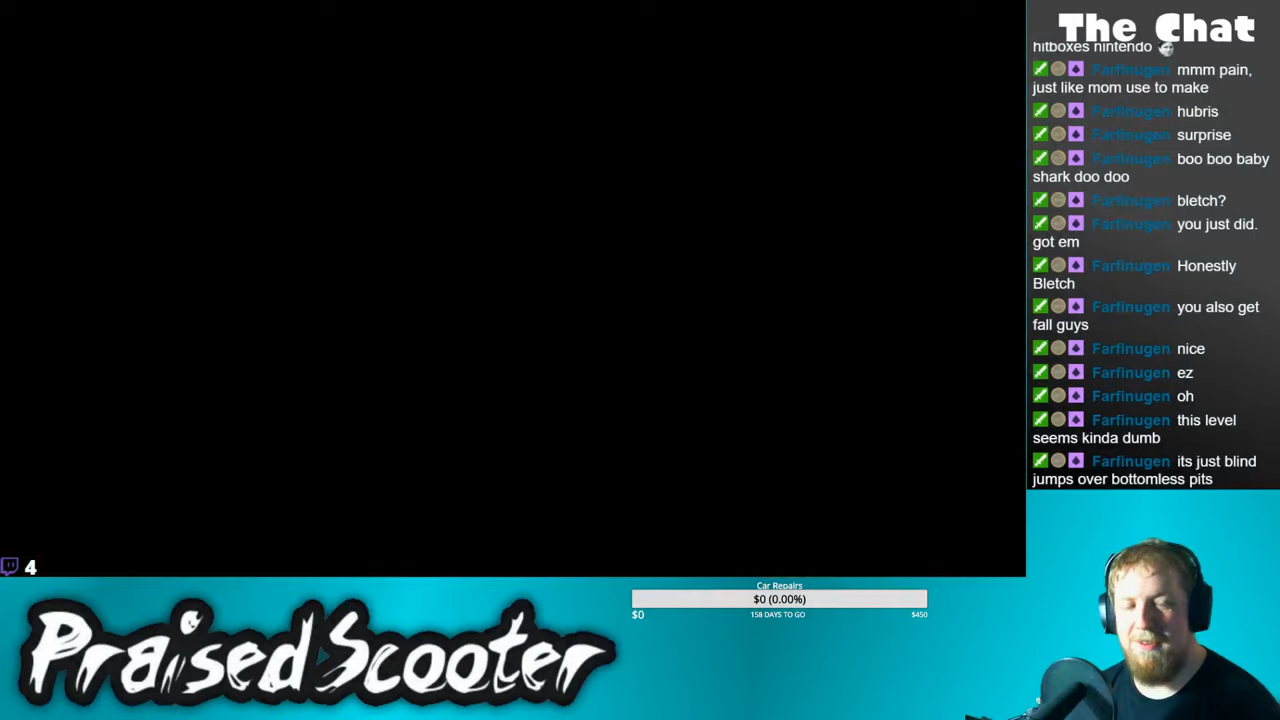 The Chat
hitboxes nintendo
Farfinugen mmm pain,
just like mom use to make
Farfinugen hubris
Farfinugen surprise
Farfinugen boo boo baby
shark doo doo
Farfinugen bletch?
Farfinugen you just did.
got em
Farfinugen Honestly
Bletch
Farfinugen you also get
fall guys
Farfinugen nice
Farfinugen ez
Farfinugen oh
Farfinugen this level
seems kinda dumb
Farfinugen its just blind
jumps over bottomless pits
4
Car Repairs
$0 (0.00%)
$0 158 DAYS TO GO $450
PraisedScooter